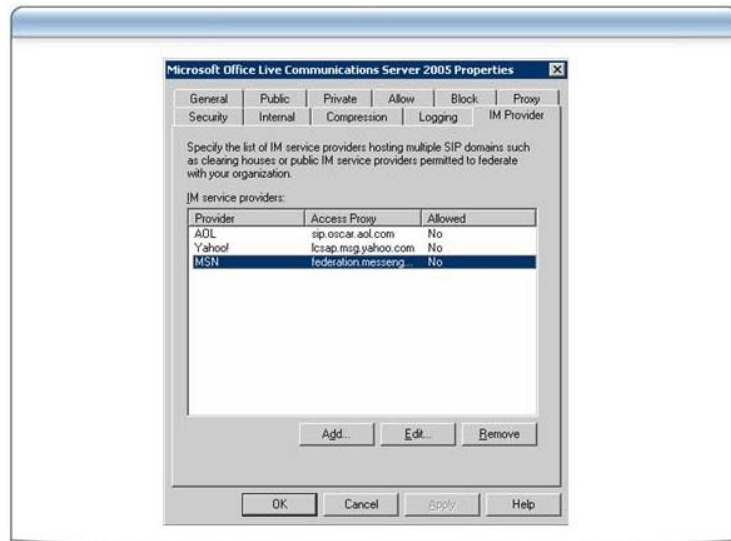 Microsoft Office Live Communications Server 2005 Properties
General Public Private Allow Block Proxy
Security Internal Compression Logging IM Provider
Specify the list of IM service providers hosting multiple SIP domains such
as clearing houses or public IM service providers permitted to federate
with your organization.
IM service providers:
Provider Access Proxy Allowed
AOL sip.oscar.aol.com No
Yahoo! lcsap.msg.yahoo.com No
MSN federation.messeng... No
Add... Edit... Remove
OK Cancel Apply Help